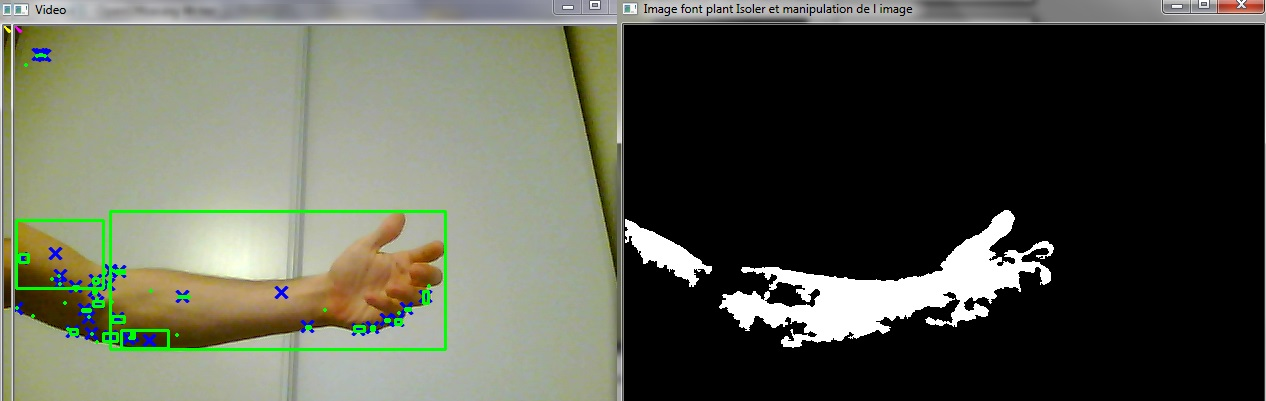 Video
Image font plant Isoler et manipulation de l image